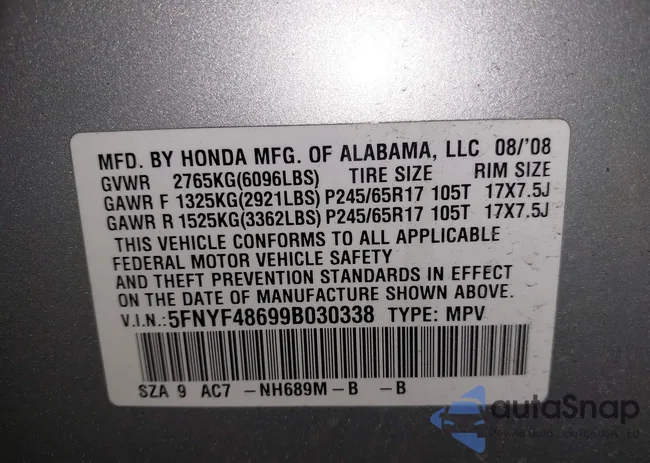 MFD. BY HONDA MFG. OF ALABAMA, LLC 08/'08
GVWR 2765KG(6096LBS) TIRE SIZE RIM SIZE
GAWR F 1325KG(2921LBS) P245/65R17 105T 17X7.5J
GAWR R 1525KG(3362LBS) P245/65R17 105T 17X7.5J
THIS VEHICLE CONFORMS TO ALL APPLICABLE
FEDERAL MOTOR VEHICLE SAFETY
AND THEFT PREVENTION STANDARDS IN EFFECT
ON THE DATE OF MANUFACTURE SHOWN ABOVE.
V.I.N.: 5FNYF48699B030338 TYPE: MPV
SZA 9 AC7 -NH689M-B -B
autaSnap